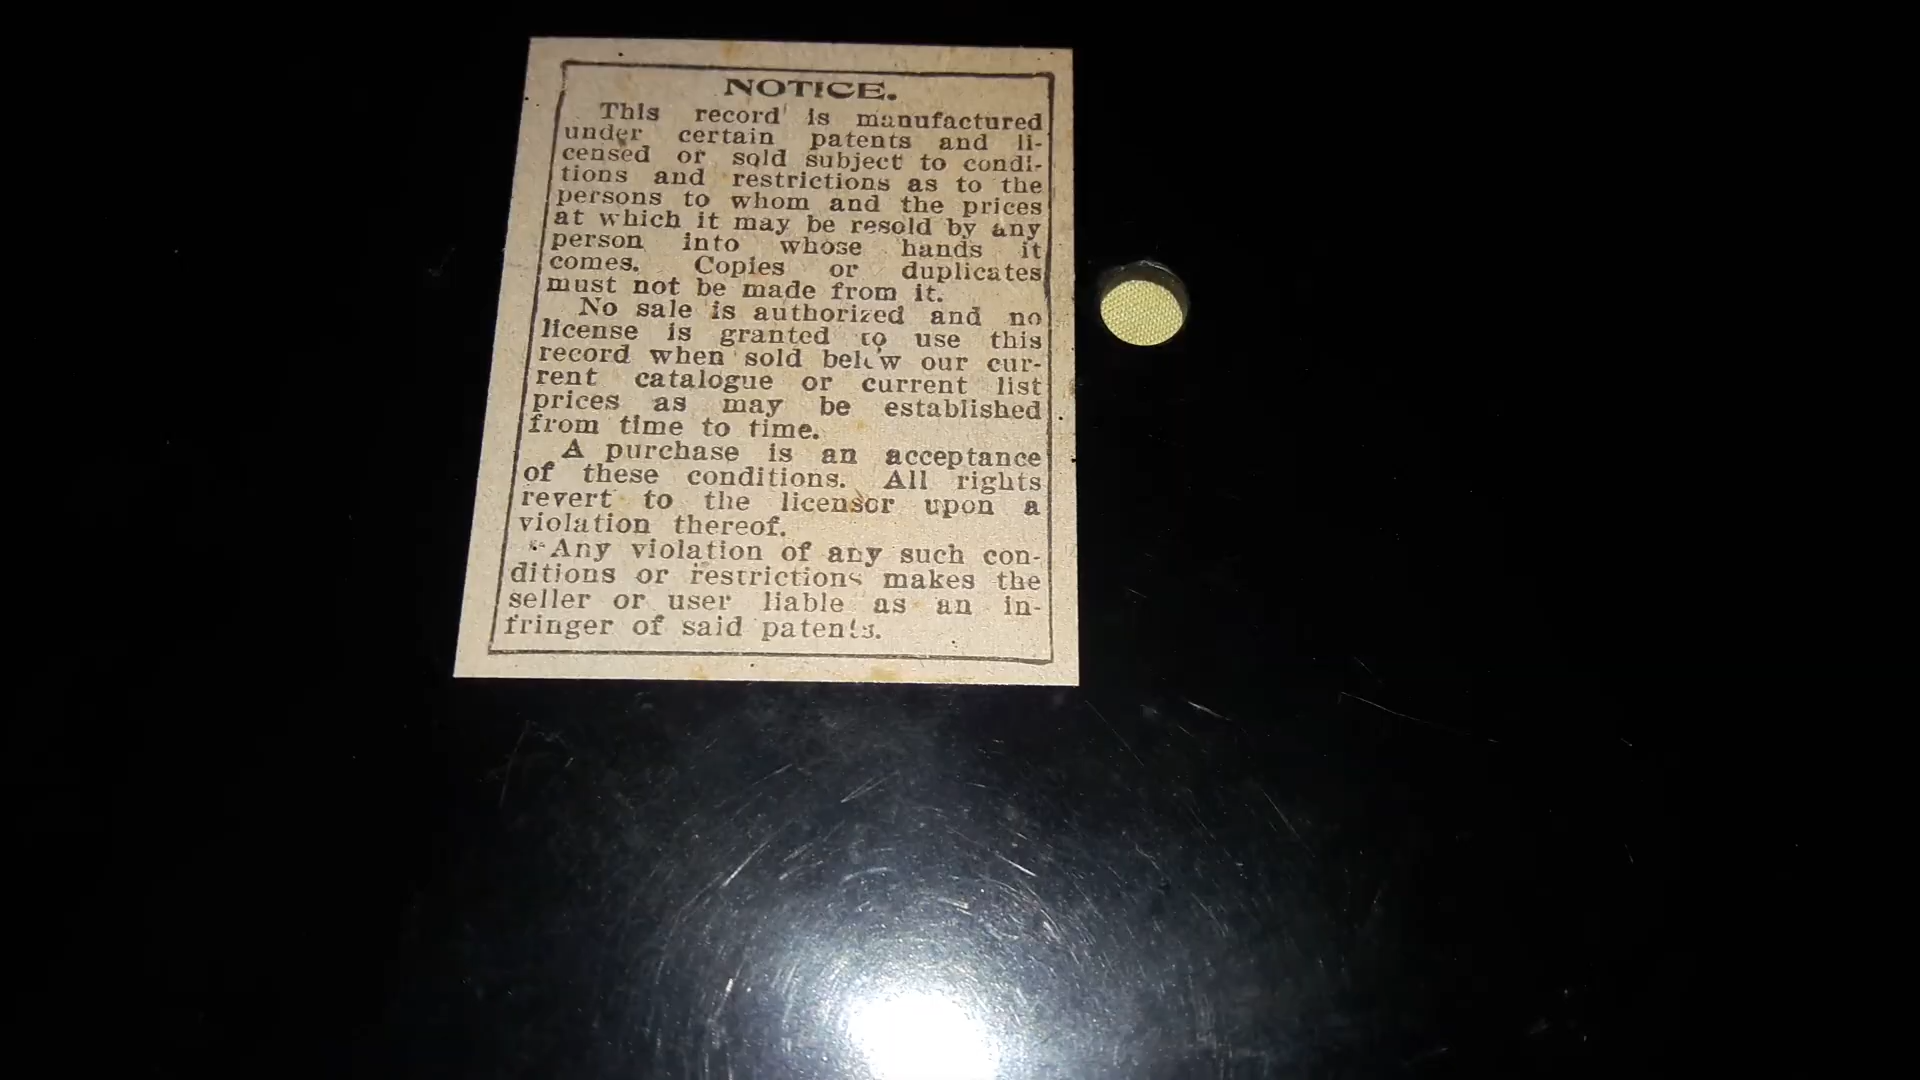 NOTICE.
This record is manufactured
under certain patents and li-
censed or sold subject to condi-
tions and restrictions as to the
persons to whom and the prices
at which it may be resold by any
person into whose hands it
comes. Copies or duplicates
must not be made from it.
No sale is authorized and no
license is granted to use this
record when sold below our cur-
rent catalogue or current list
prices as may be established
from time to time.
A purchase is an acceptance
of these conditions. All rights
revert to the licensor upon a
violation thereof.
Any violation of any such con-
ditions or restrictions makes the
seller or user liable as an in-
fringer of said patents.